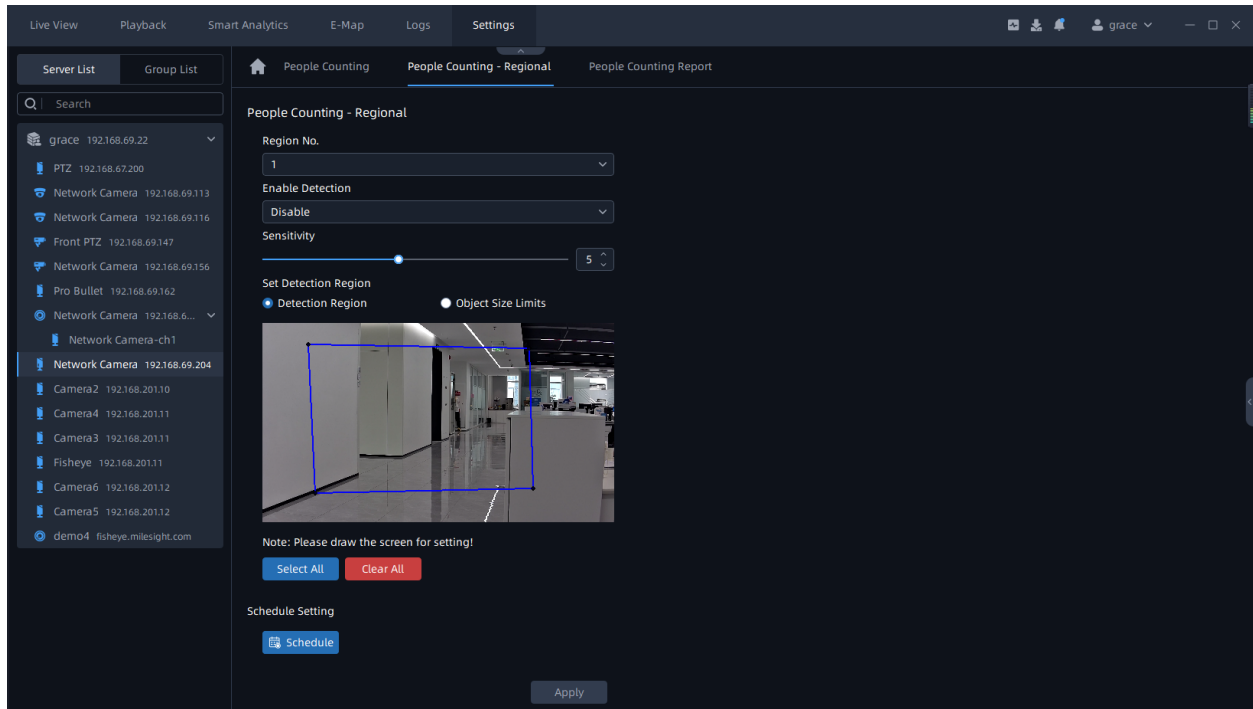 Live View Playback Smart Analytics E-Map Logs Settings grace
Server List Group List
Search
grace 192.168.69.22
PTZ 192.168.67.200
Network Camera 192.168.69.113
Network Camera 192.168.69.116
Front PTZ 192.168.69.147
Network Camera 192.168.69.156
Pro Bullet 192.168.69.162
Network Camera 192.168.6...
Network Camera-ch1
Network Camera 192.168.69.204
Camera2 192.168.201.10
Camera4 192.168.201.11
Camera3 192.168.201.11
Fisheye 192.168.201.11
Camera6 192.168.201.12
Camera5 192.168.201.12
demo4 fisheye.milesight.com
People Counting People Counting - Regional People Counting Report
People Counting - Regional
Region No.
1
Enable Detection
Disable
Sensitivity
5
Set Detection Region
Detection Region Object Size Limits
Note: Please draw the screen for setting!
Select All Clear All
Schedule Setting
Schedule
Apply